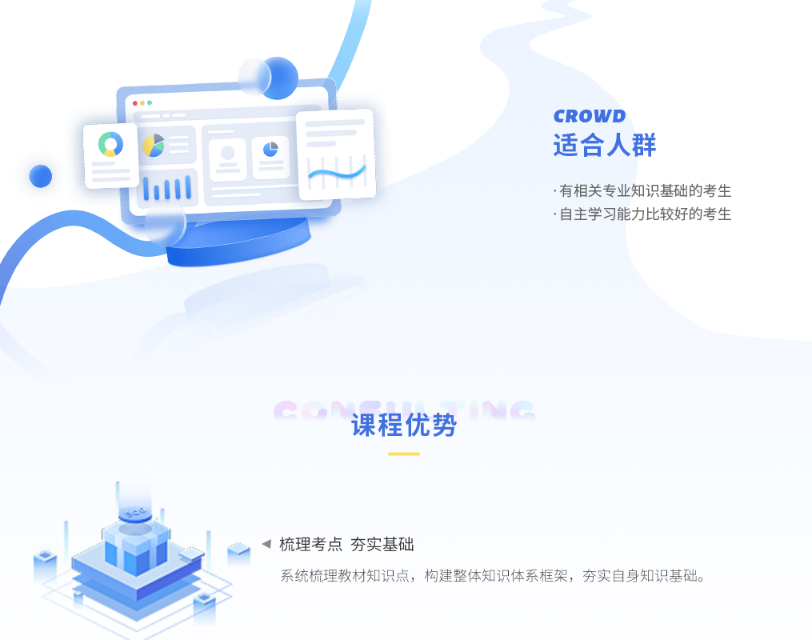 CROWD
适合人群
·有相关专业知识基础的考生
·自主学习能力比较好的考生
CONSULTING
课程优势
梳理考点 夯实基础
系统梳理教材知识点，构建整体知识体系框架，夯实自身知识基础。